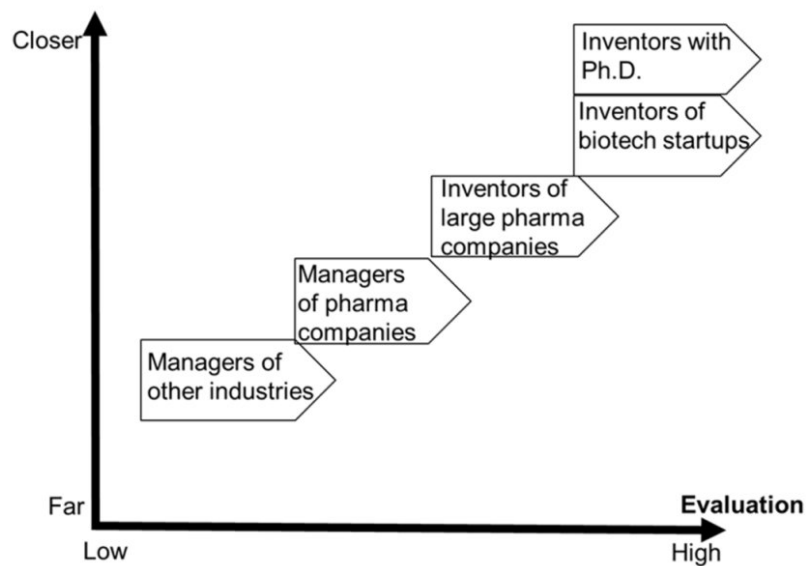 Closer
Inventors with
Ph.D.
Inventors of
biotech startups
Inventors of
large pharma
companies
Managers
of pharma
companies
Managers of
other industries
Far
Evaluation
Low
High